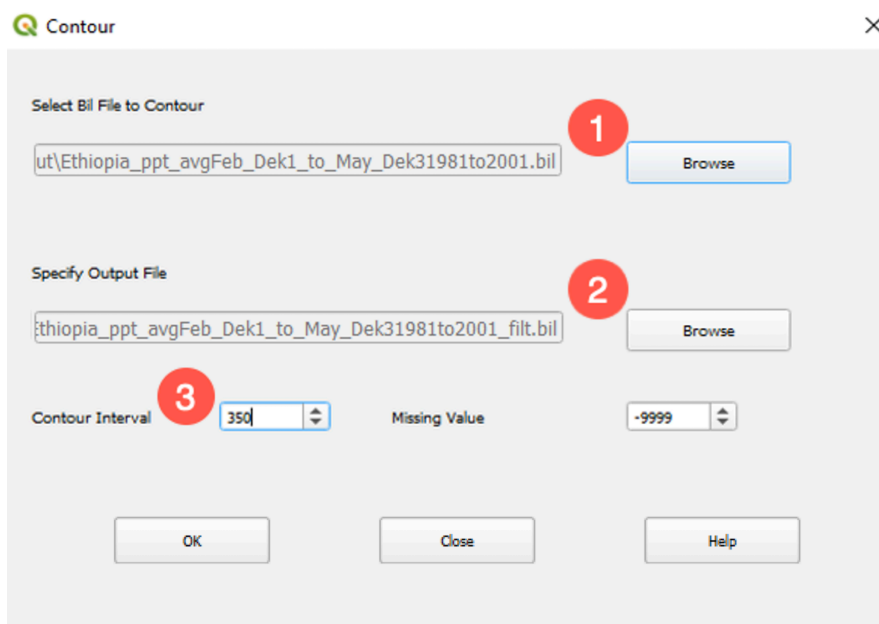 Contour
Select Bil File to Contour
1
ut\Ethiopia_ppt_avgFeb_Dek1_to_May_Dek31981to2001.bil
Browse
Specify Output File
2
Ethiopia_ppt_avgFeb_Dek1_to_May_Dek31981to2001_filt.bil
Browse
3
Contour Interval 350 Missing Value -9999
OK Close Help